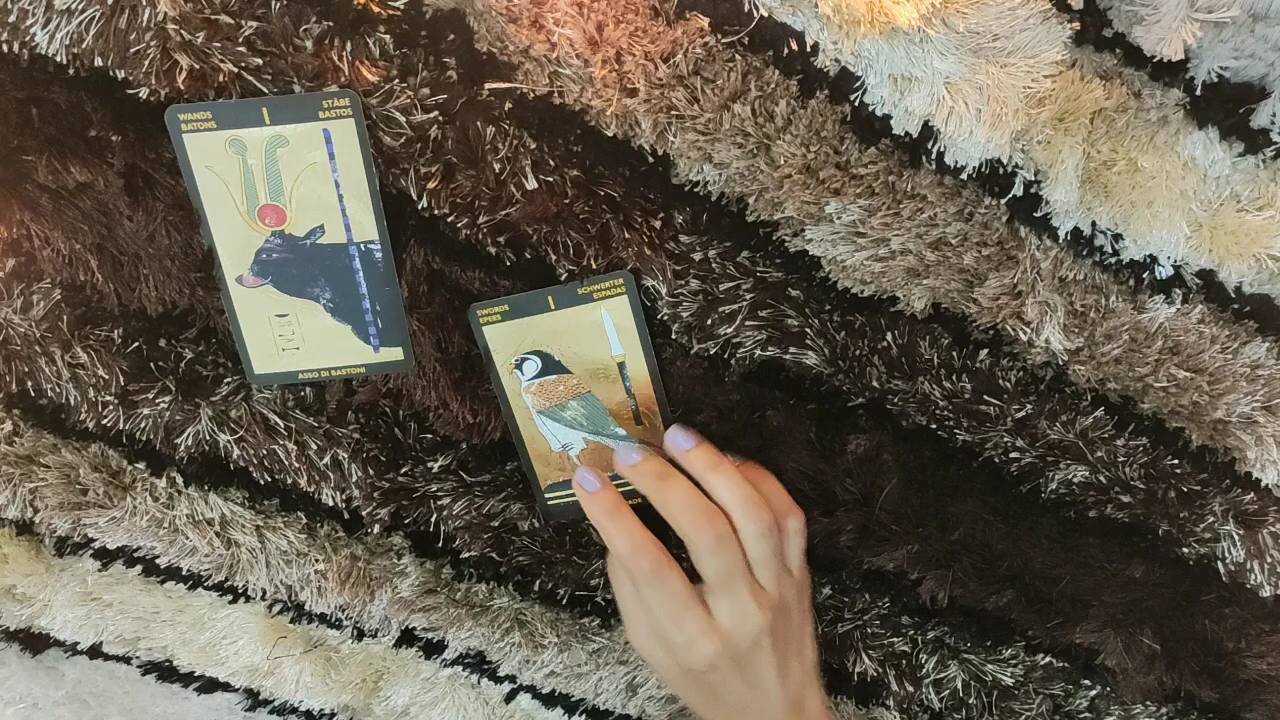 WANDS
BATONS
I
STÄBE
BASTOS
ASSO DI BASTONI
SWORDS
EPEES
I
SCHWERTER
ESPADAS